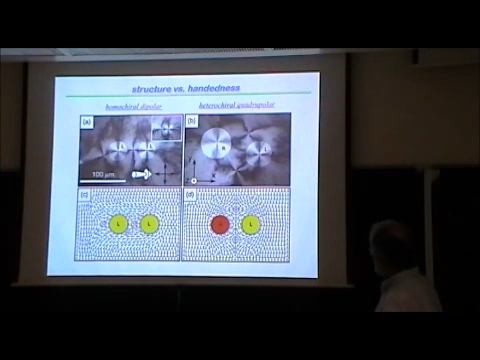 structure vs. handedness
homochiral dipolar
heterochiral quadrupolar
(a)
L
L
100 μm
(b)
R
L
(c)
L
L
(d)
L